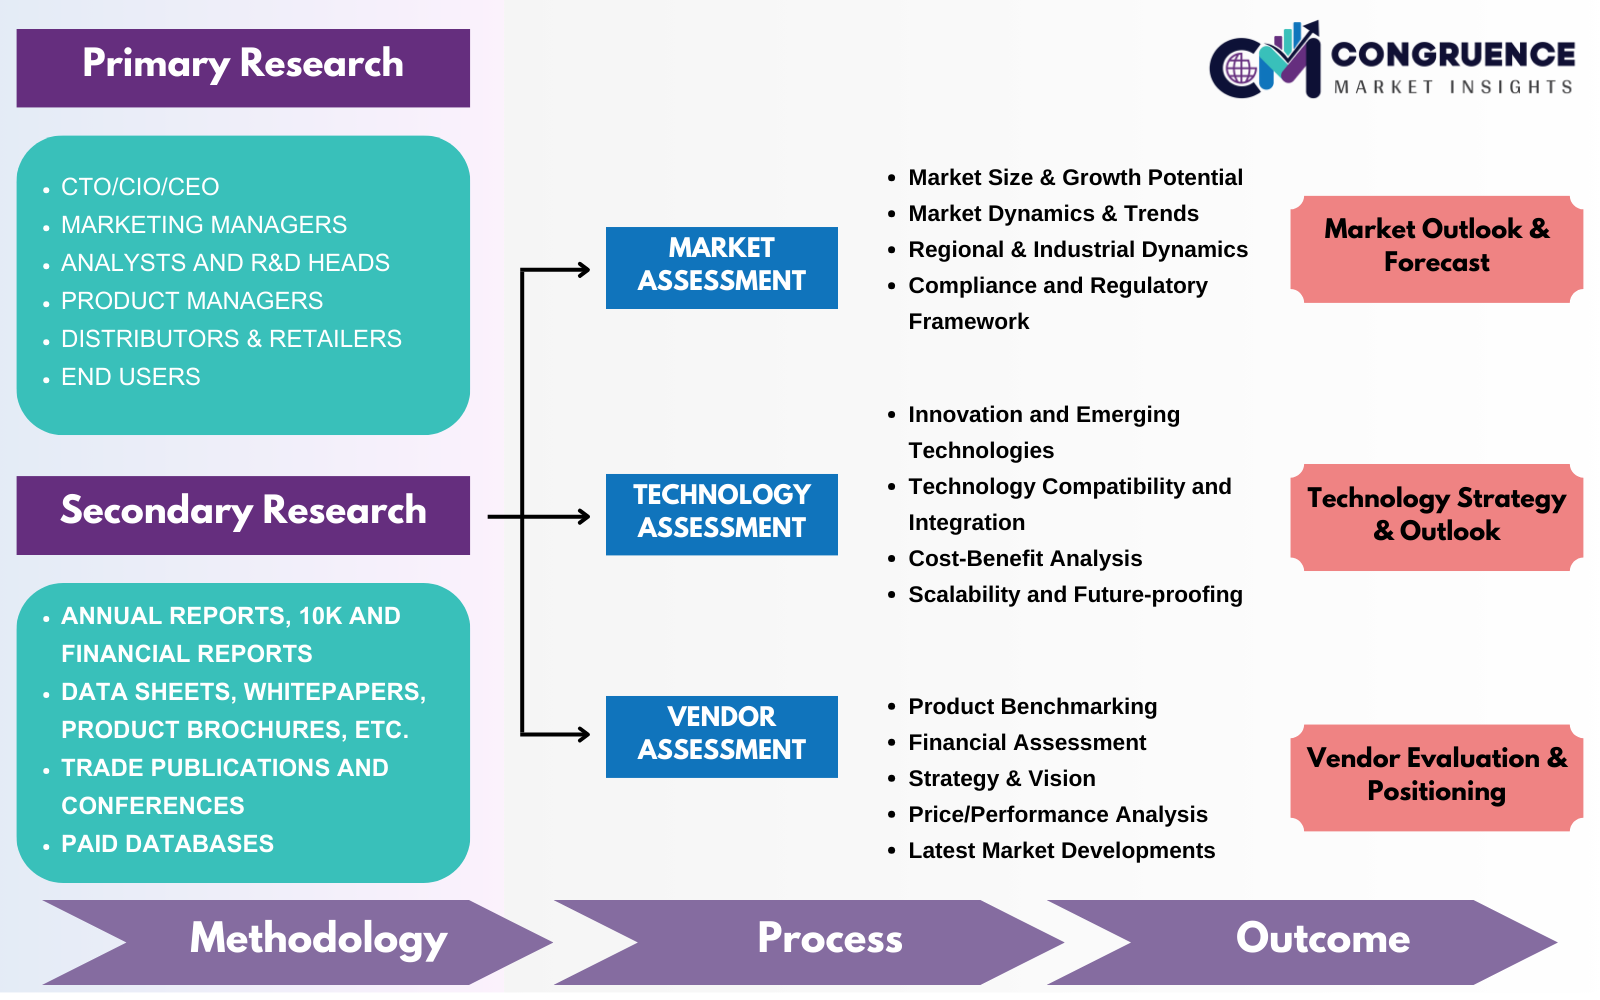 Primary Research
• CTO/CIO/CEO
• MARKETING MANAGERS
• ANALYSTS AND R&D HEADS
• PRODUCT MANAGERS
• DISTRIBUTORS & RETAILERS
• END USERS
Secondary Research
• ANNUAL REPORTS, 10K AND
FINANCIAL REPORTS
• DATA SHEETS, WHITEPAPERS,
PRODUCT BROCHURES, ETC.
• TRADE PUBLICATIONS AND
CONFERENCES
• PAID DATABASES
CM
CONGRUENCE
MARKET INSIGHTS
MARKET
ASSESSMENT
• Market Size & Growth Potential
• Market Dynamics & Trends
• Regional & Industrial Dynamics
• Compliance and Regulatory
Framework
Market Outlook &
Forecast
TECHNOLOGY
ASSESSMENT
• Innovation and Emerging
Technologies
• Technology Compatibility and
Integration
• Cost-Benefit Analysis
• Scalability and Future-proofing
Technology Strategy
& Outlook
VENDOR
ASSESSMENT
• Product Benchmarking
• Financial Assessment
• Strategy & Vision
• Price/Performance Analysis
• Latest Market Developments
Vendor Evaluation &
Positioning
Methodology
Process
Outcome